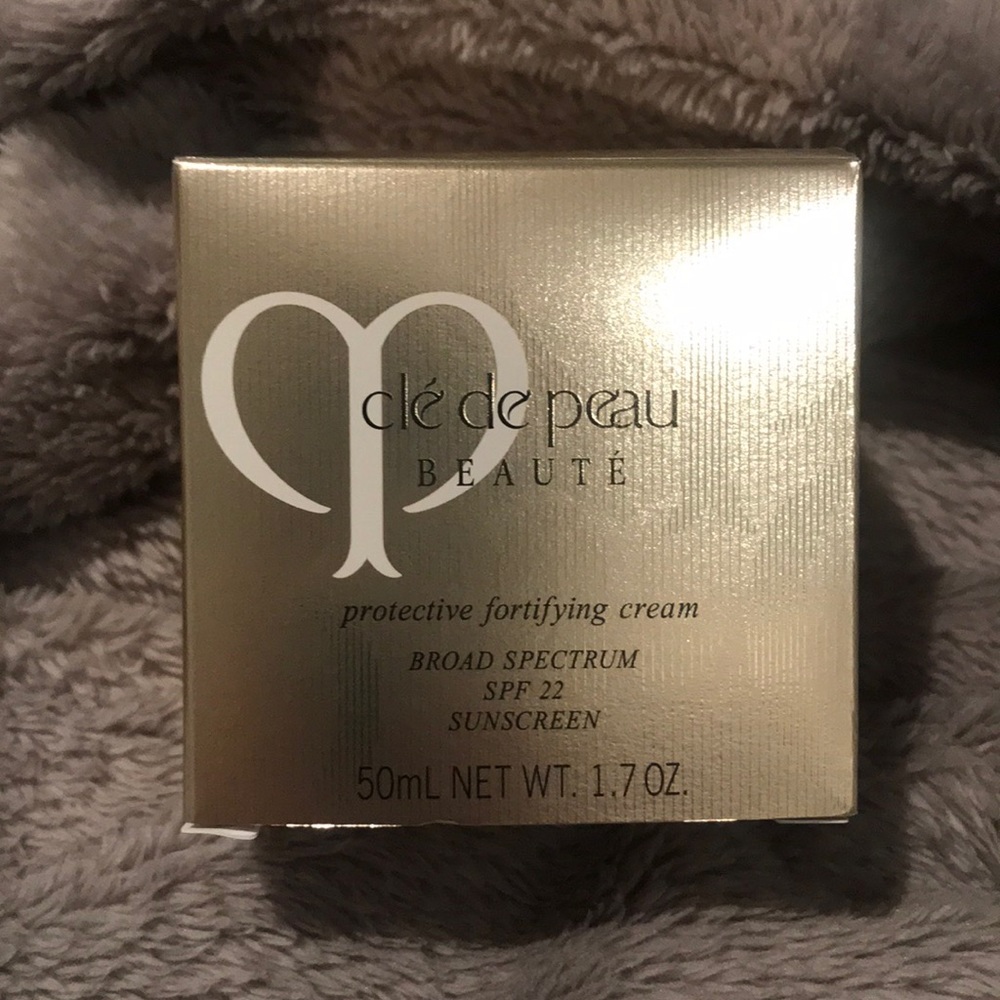 clé de peau
BEAUTÉ
protective fortifying cream
BROAD SPECTRUM
SPF 22
SUNSCREEN
50mL NET WT. 1.7 OZ.